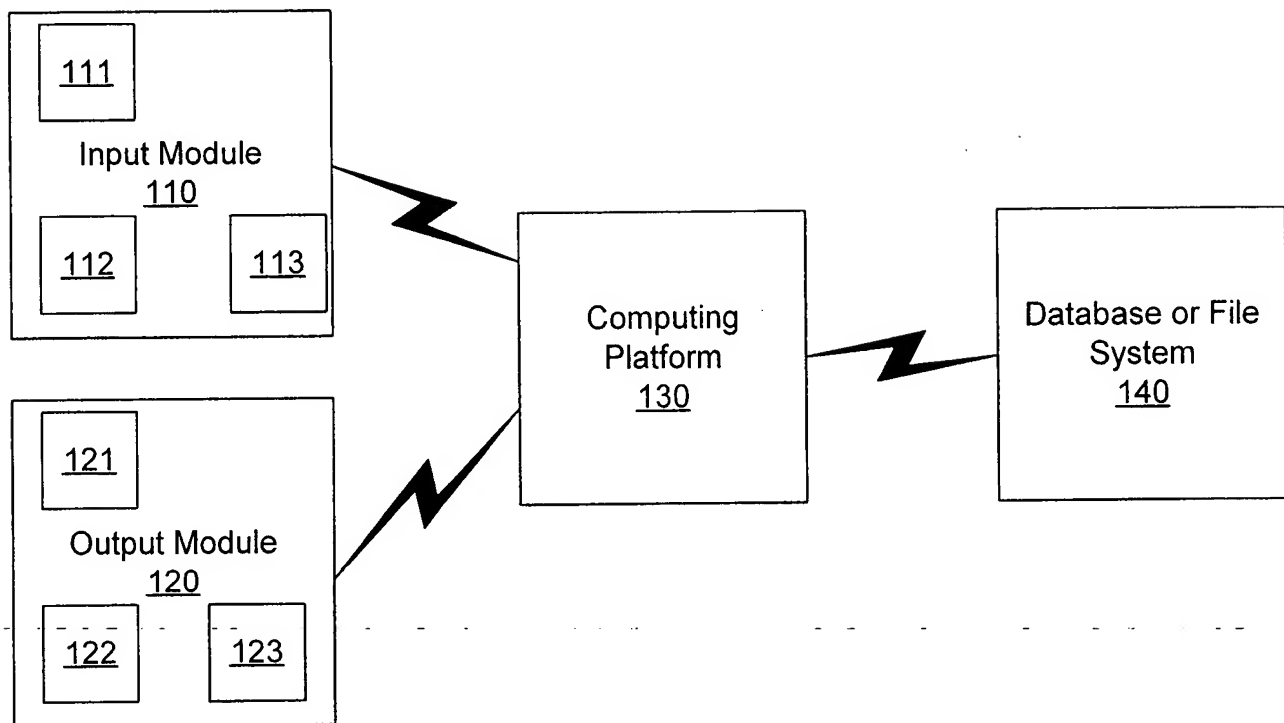 111
Input Module
110
112
113
Computing
Platform
130
Database or File
System
140
121
Output Module
120
122
123